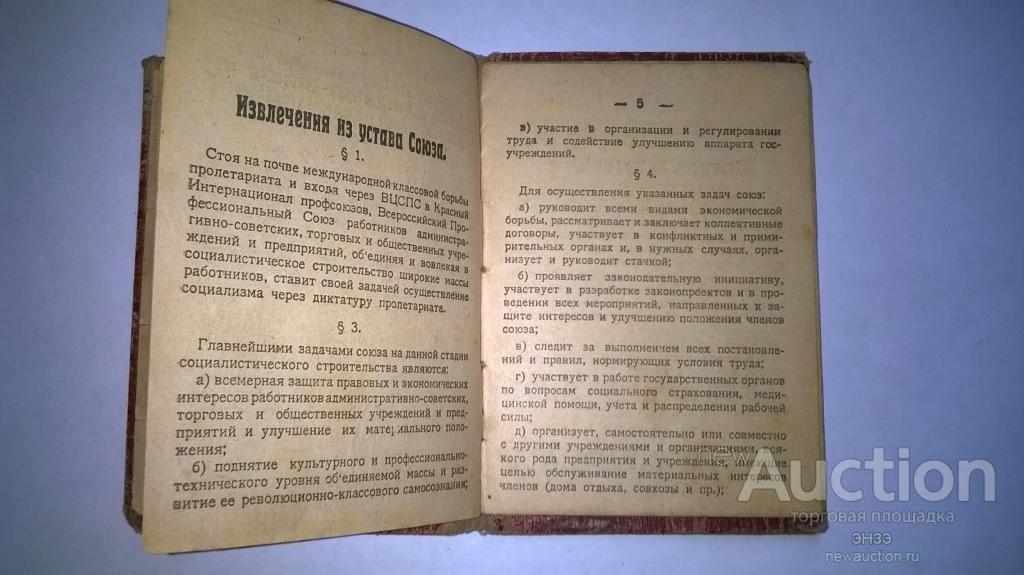 Извлечения из устава Союза.
§ 1.
Стоя на почве международной классовой борьбы
пролетариата и входя через ВЦСПС в Красный
Интернационал профсоюзов, Всероссийский Про-
фессиональный Союз работников администра-
тивно-советских, торговых и общественных учре-
ждений и предприятий, об'единяя и вовлекая в
социалистическое строительство широкие массы
работников, ставит своей задачей осуществление
социализма через диктатуру пролетариата.
§ 3.
Главнейшими задачами союза на данной стадии
социалистического строительства являются:
а) всемерная защита правовых и экономических
интересов работников административно-советских,
торговых и общественных учреждений и предп-
приятий и улучшение их материального поло-
жения;
б) поднятие культурного и профессионально-
технического уровня об'единяемой массы и раз-
витие ее революционно-классового самосознания;
— 5 —
в) участие в организации и регулировании
труда и содействие улучшению аппарата гос-
учреждений.
§ 4.
Для осуществления указанных задач союз:
а) руководит всеми видами экономической
борьбы, рассматривает и заключает коллективные
договоры, участвует в конфликтных и прими-
рительных органах и, в нужных случаях, орга-
низует и руководит стачкой;
б) проявляет законодательную инициативу,
участвует в разработке законопроектов и в про-
ведении всех мероприятий, направленных к за-
щите интересов и улучшению положения членов
союза;
в) следит за выполнением всех постановле-
ний и правил, нормирующих условия труда;
г) участвует в работе государственных органов
по вопросам социального страхования, меди-
цинской помощи, учета и распределения рабочей
силы;
д) организует, самостоятельно или совместно
с другими учреждениями и организациями, вся-
кого рода предприятия и учреждения, имеющие
целью обслуживание материальных интересов
членов (дома отдыха, совхозы и пр.);
new
Auction
торговая площадка
ЭНЗЭ
newauction.ru